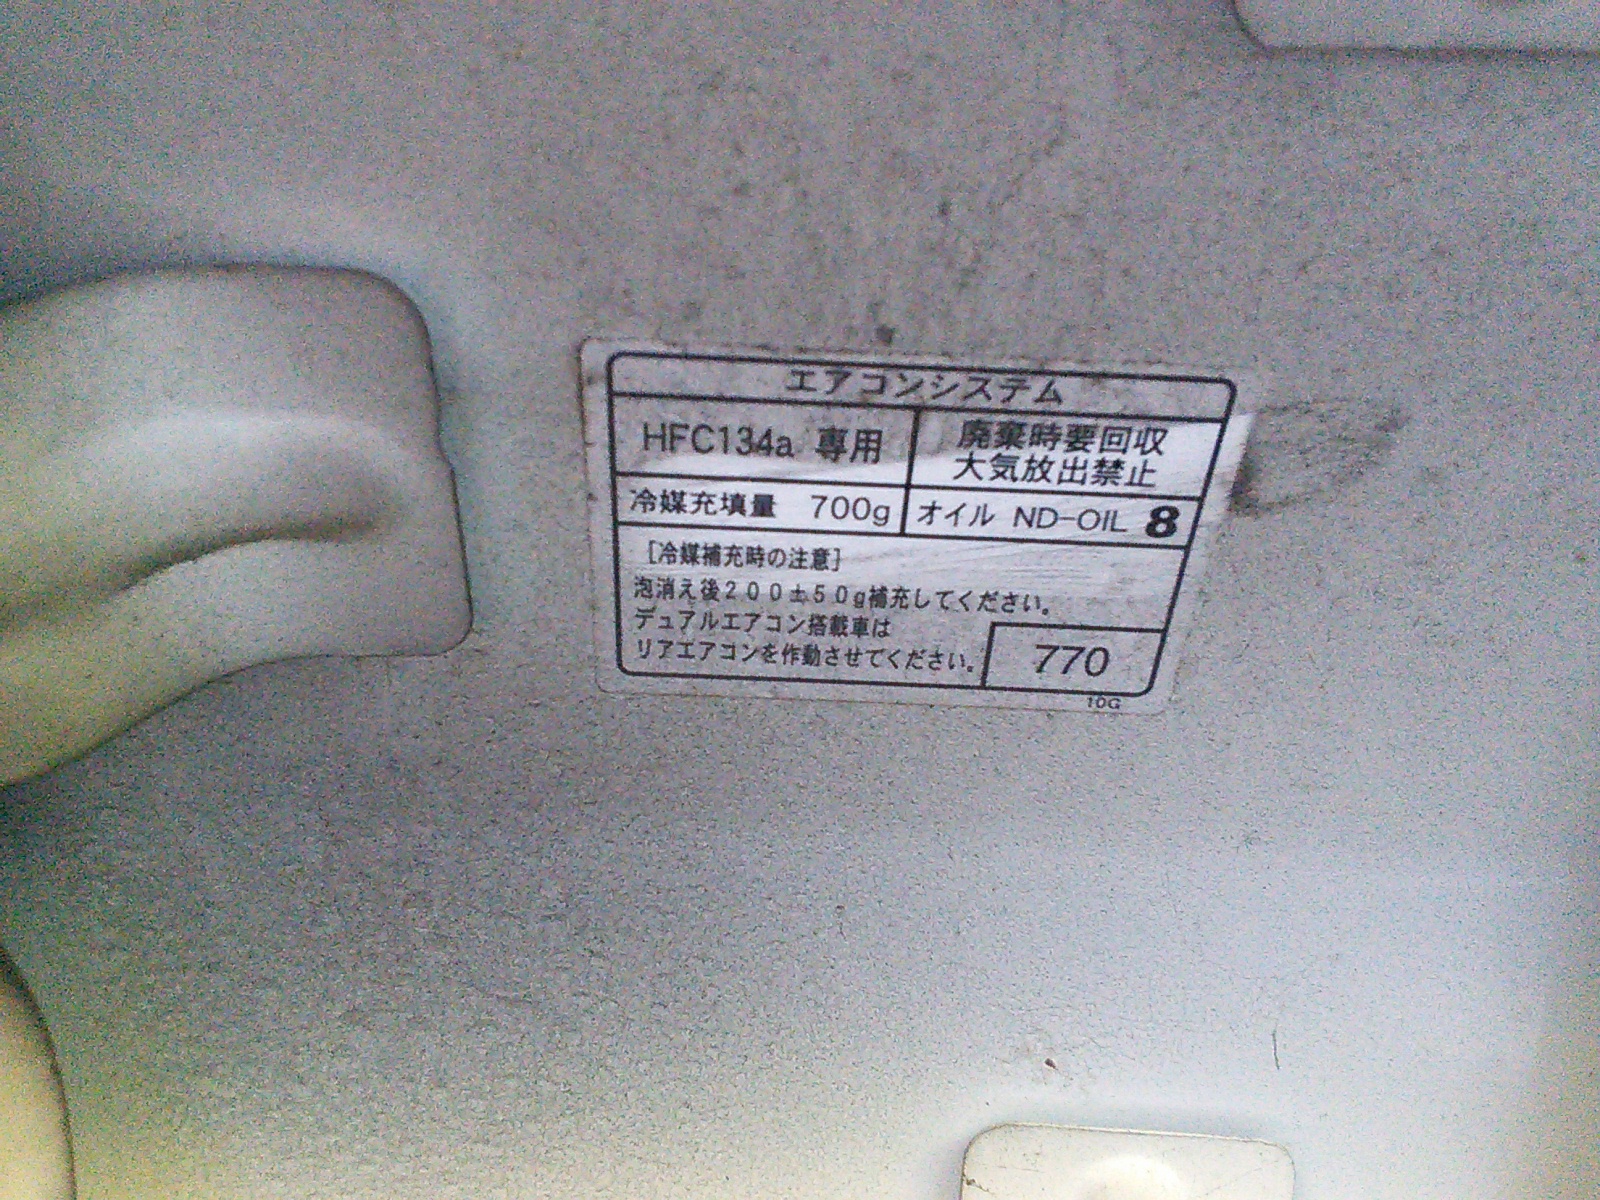 エアコンシステム
HFC134a 専用
廃棄時要回収
大気放出禁止
冷媒充填量 700g
オイル ND-OIL 8
［冷媒補充時の注意］
泡消え後200±50g補充してください。
デュアルエアコン搭載車は
リアエアコンを作動させてください。
770
10G